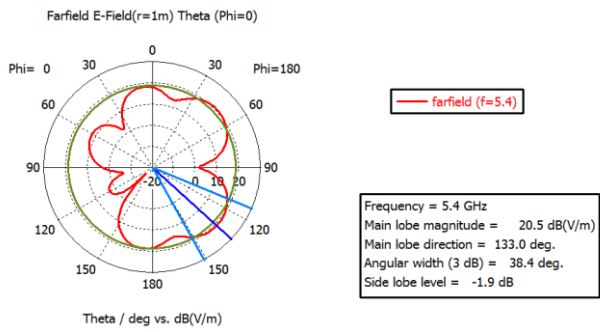 Farfield E-Field(r=1m) Theta (Phi=0)
0
Phi= 0 30 30 Phi=180
60 60
90 -20 0 10 20 90
120 120
150 150
180
Theta / deg vs. dB(V/m)
farfield (f=5.4)
Frequency = 5.4 GHz
Main lobe magnitude = 20.5 dB(V/m)
Main lobe direction = 133.0 deg.
Angular width (3 dB) = 38.4 deg.
Side lobe level = -1.9 dB